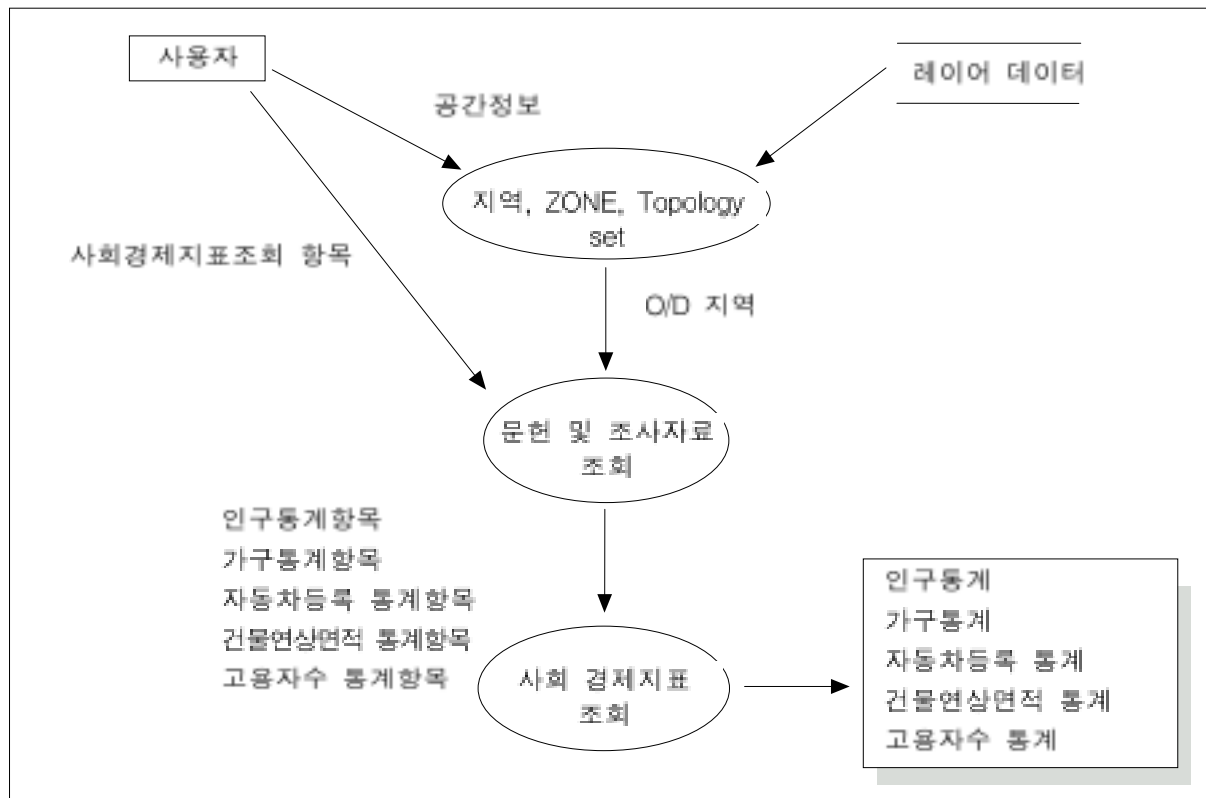 사용자
레이어 데이터
공간정보
지역, ZONE, Topology
set
사회경제지표조회 항목
O/D 지역
문헌 및 조사자료
조회
인구통계항목
가구통계항목
자동차등록 통계항목
건물연상면적 통계항목
고용자수 통계항목
사회 경제지표
조회
인구통계
가구통계
자동차등록 통계
건물연상면적 통계
고용자수 통계